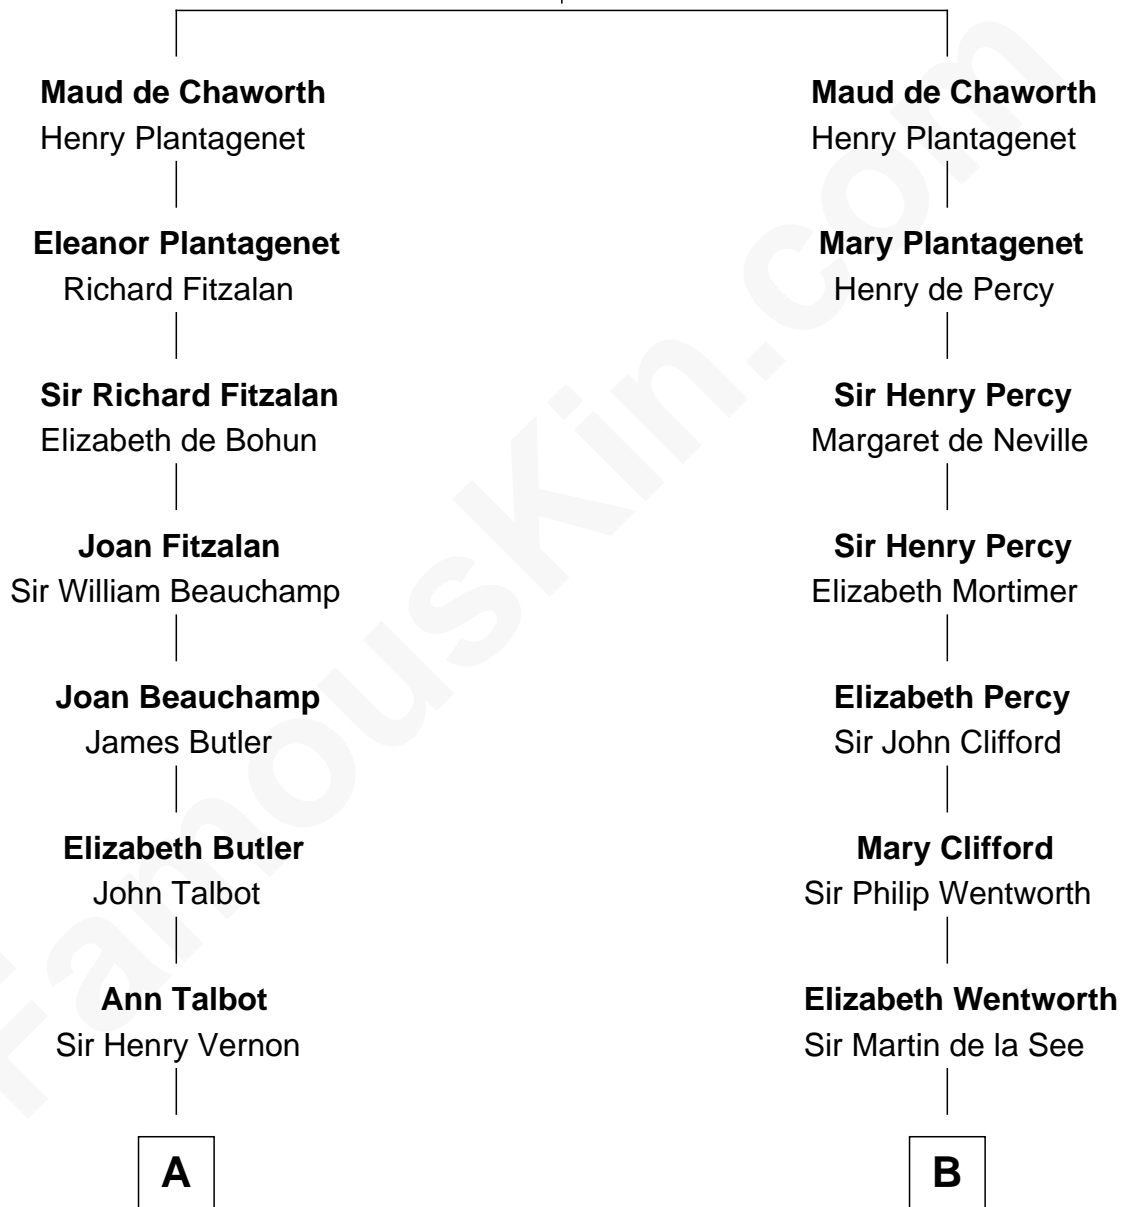 Maud de Chaworth
Henry Plantagenet
Eleanor Plantagenet
Richard Fitzalan
Sir Richard Fitzalan
Elizabeth de Bohun
Joan Fitzalan
Sir William Beauchamp
Joan Beauchamp
James Butler
Elizabeth Butler
John Talbot
Ann Talbot
Sir Henry Vernon
A
Maud de Chaworth
Henry Plantagenet
Mary Plantagenet
Henry de Percy
Sir Henry Percy
Margaret de Neville
Sir Henry Percy
Elizabeth Mortimer
Elizabeth Percy
Sir John Clifford
Mary Clifford
Sir Philip Wentworth
Elizabeth Wentworth
Sir Martin de la See
B
FamousKin.com